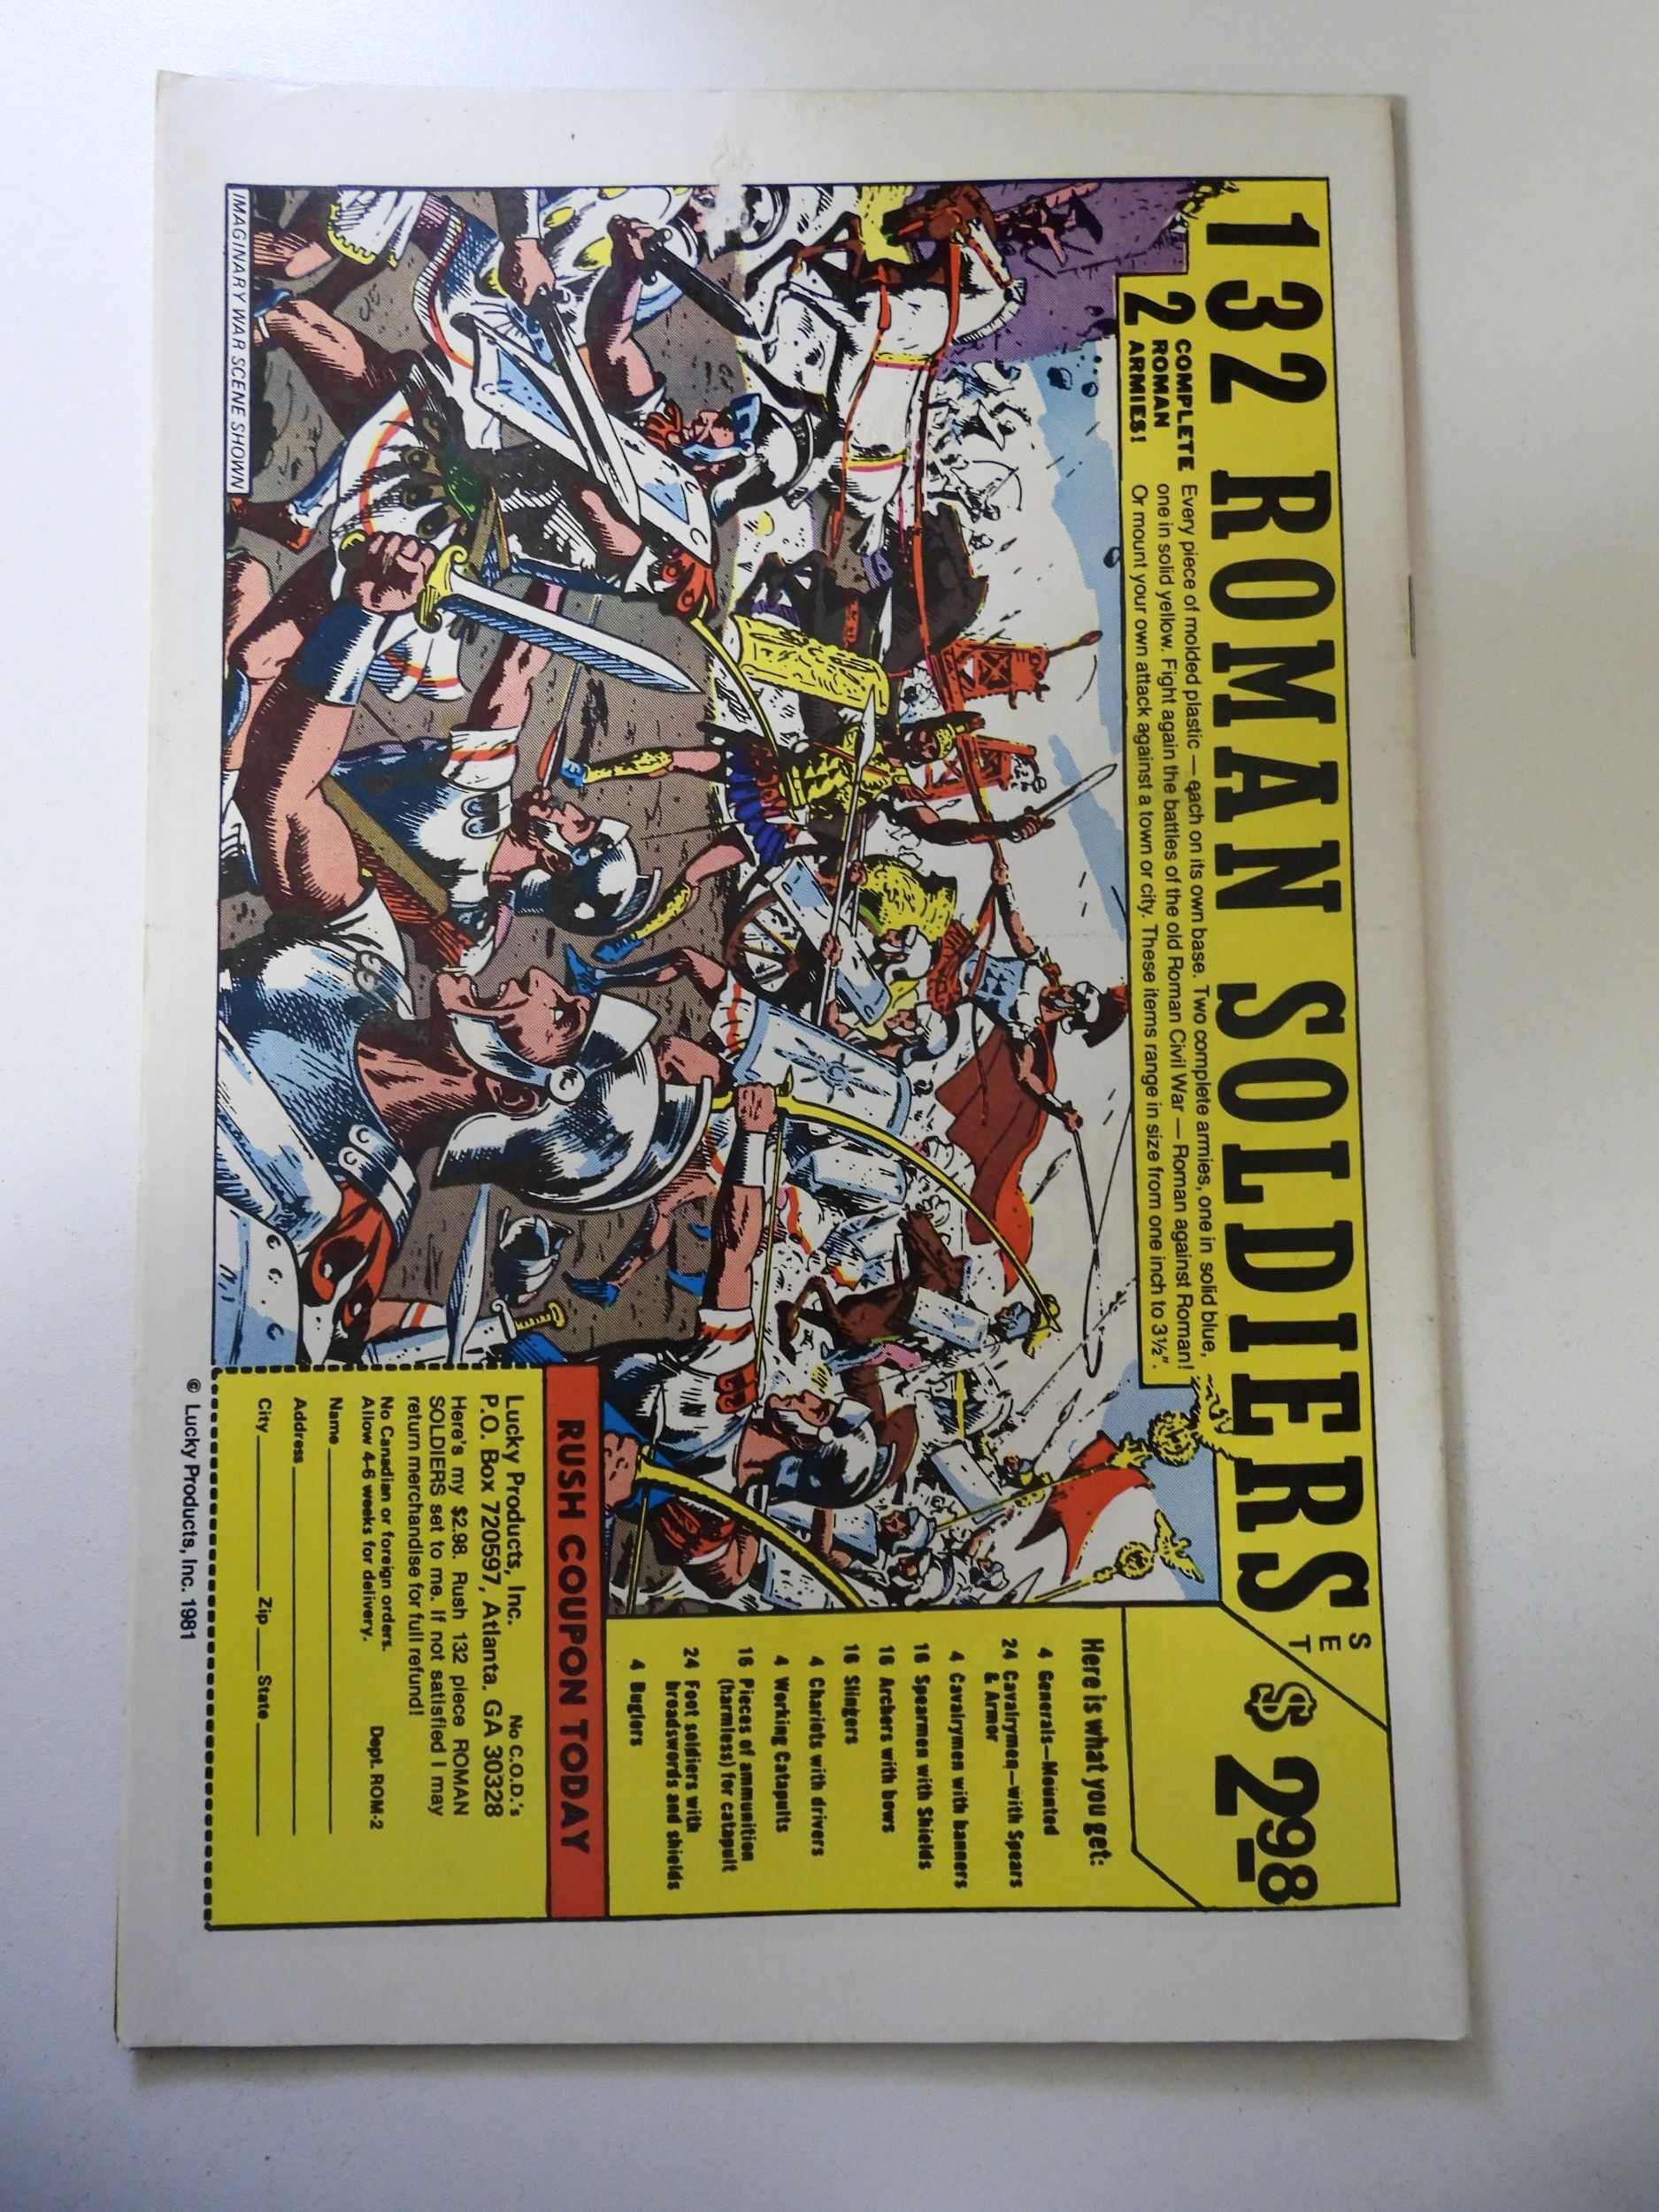 132 ROMAN SOLDIERS SET
$2.98
2 COMPLETE
ROMAN
ARMIES!
Every piece of molded plastic — each on its own base. Two complete armies, one in solid blue,
one in solid yellow. Fight again the battles of the old Roman Civil War — Roman against Roman!
Or mount your own attack against a town or city. These items range in size from one inch to 3½".
IMAGINARY WAR SCENE SHOWN
Here is what you get:
4 Generals—Mounted
24 Cavalrymen—with Spears
& Armor
4 Cavalrymen with banners
16 Spearmen with Shields
16 Archers with bows
16 Slingers
4 Chariots with drivers
4 Working Catapults
16 Pieces of ammunition
(harmless) for catapult
24 Foot soldiers with
broadswords and shields
4 Buglers
RUSH COUPON TODAY
Lucky Products, Inc. No C.O.D.'s
P.O. Box 720597, Atlanta, GA 30328
Here's my $2.98. Rush 132 piece ROMAN
SOLDIERS set to me. If not satisfied I may
return merchandise for full refund!
No Canadian or foreign orders.
Allow 4-6 weeks for delivery. Dept. ROM-2
Name
Address
City Zip State
© Lucky Products, Inc. 1981